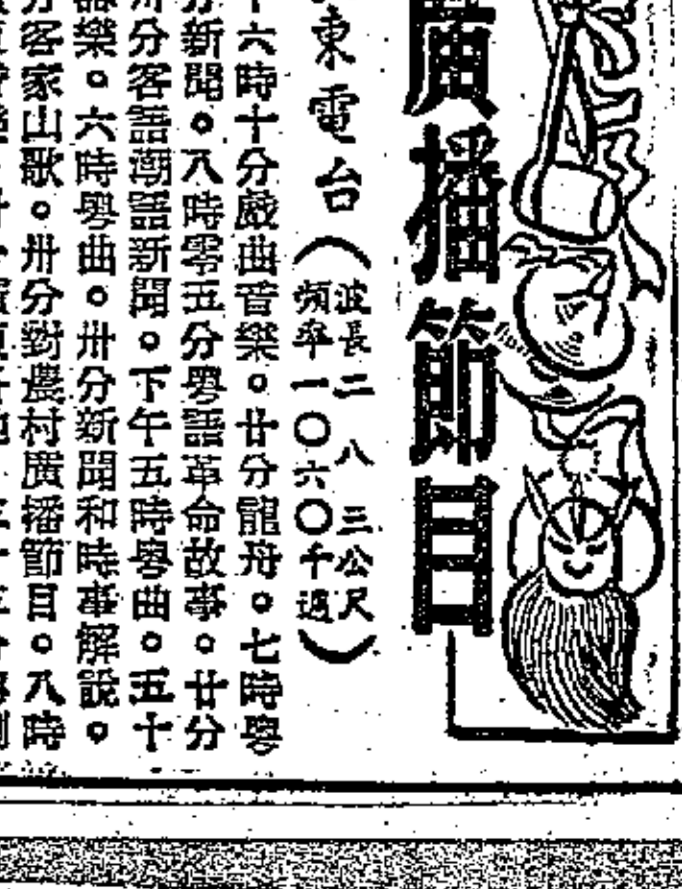 廣播節目
東電台（波長二八三公尺
頻率一〇六〇千週）
六時十分戲曲音樂。廿分龍舟。七時粵
新聞。八時零五分粵語革命故事。廿分
分客語潮語新聞。下午五時粵曲。五十
樂。六時粵曲。卅分新聞和時事解說。
客家山歌。卅分對農村廣播節目。八時